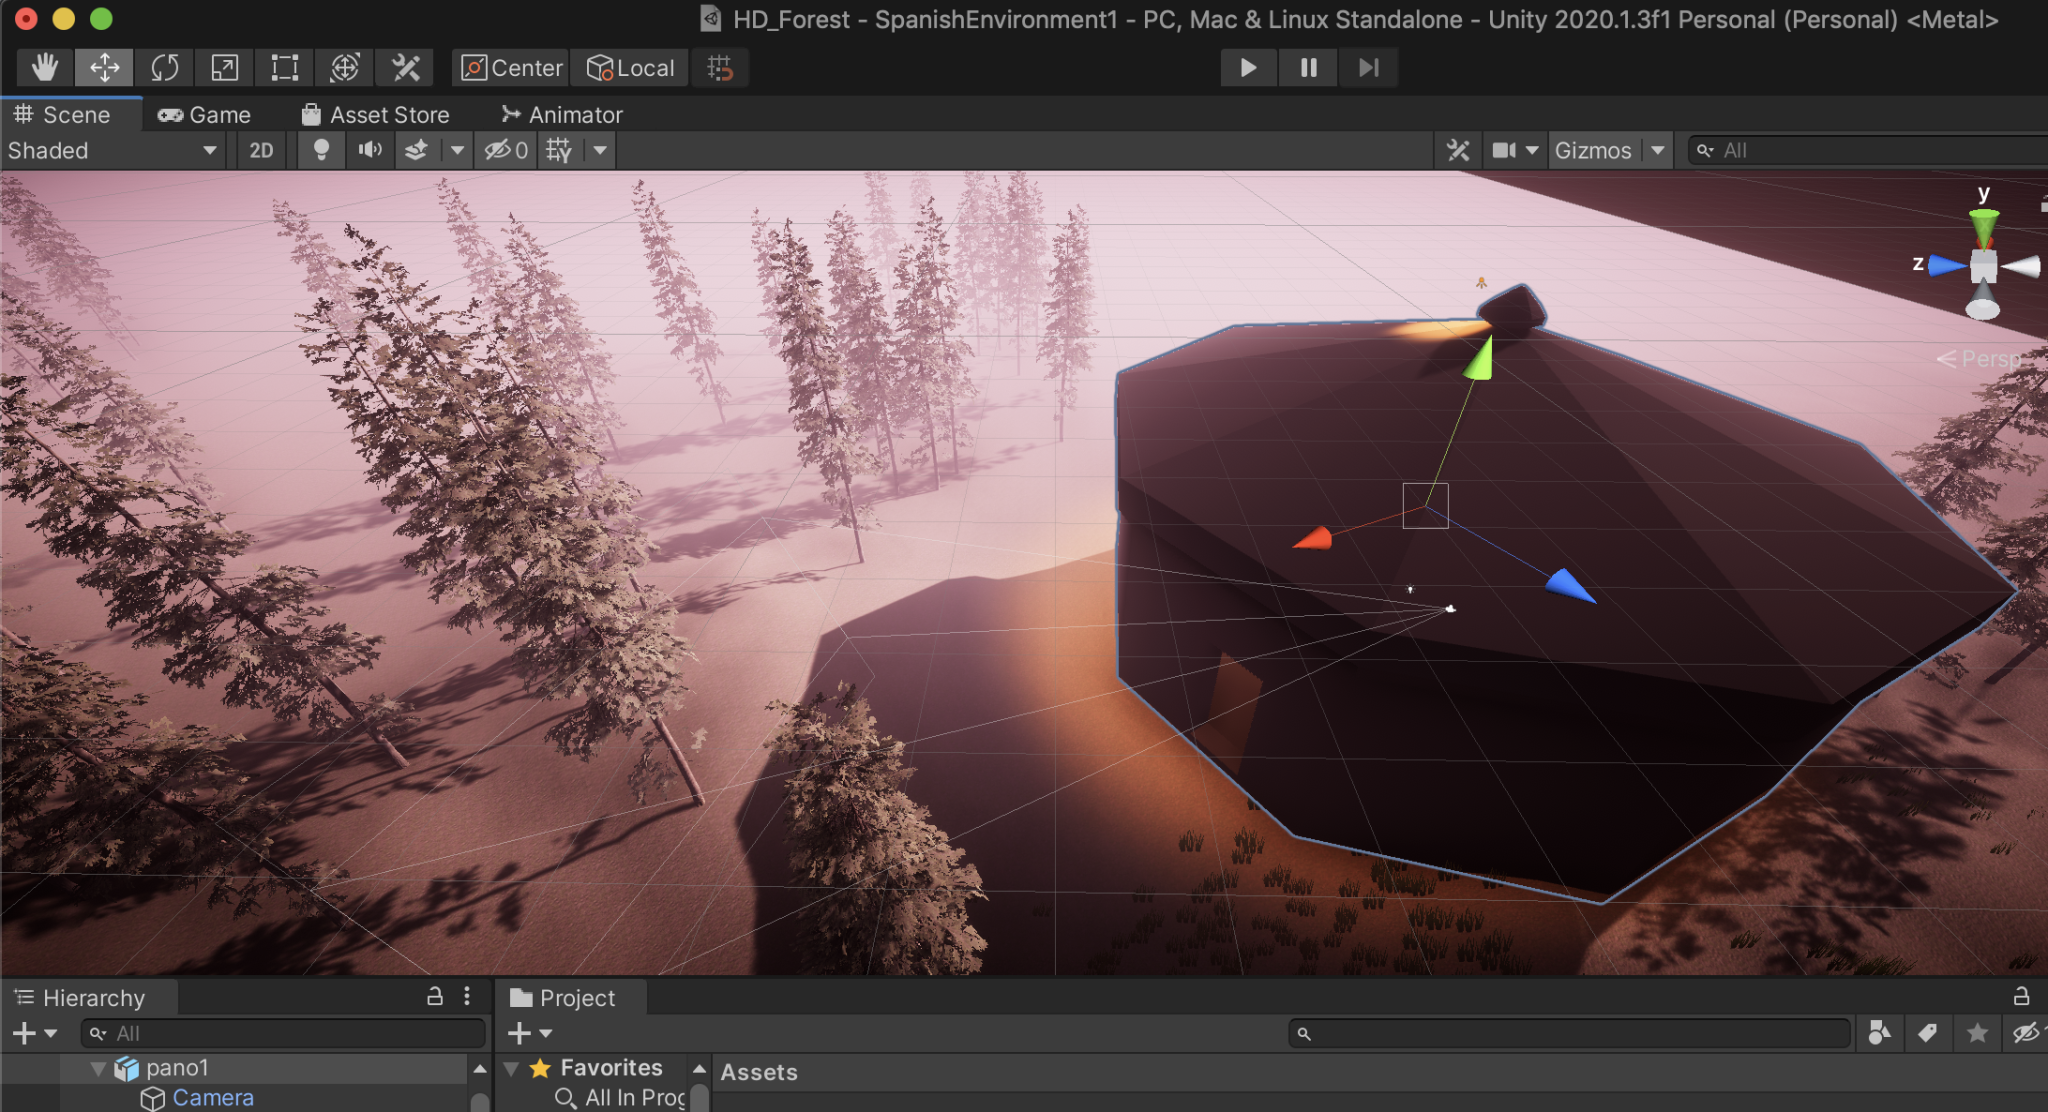 HD_Forest - SpanishEnvironment1 - PC, Mac & Linux Standalone - Unity 2020.1.3f1 Personal (Personal) <Metal>
Center Local
Scene Game Asset Store Animator
Shaded 2D 0 Gizmos All
y
z
Persp
Hierarchy Project
All
pano1 Favorites Assets
Camera All In Prog